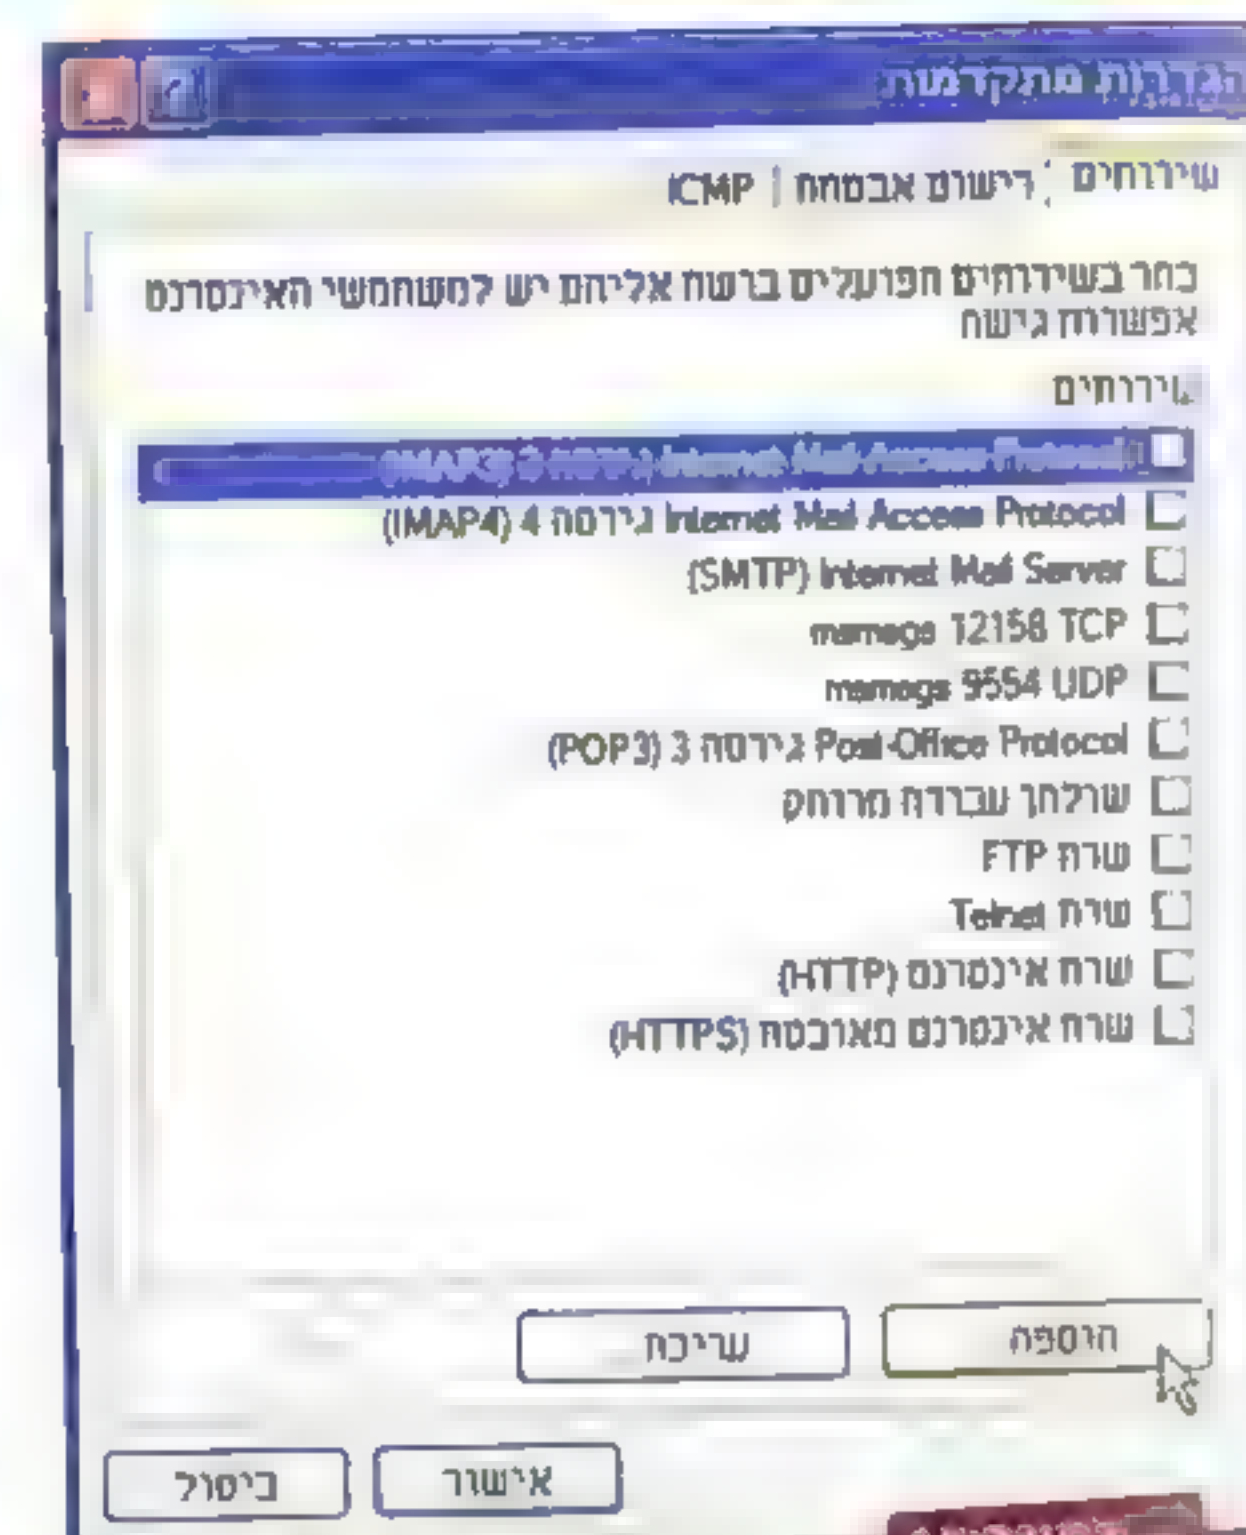 הגדרות מתקדמות
שירותים
רישום אבטחה
ICMP
בחר בשירותים הפועלים ברשת אליהם יש למשתמשי האינטרנט
אפשרות גישה
שירותים
Internet Mail Access Protocol גירסה 3 (IMAP3)
Internet Mail Access Protocol גירסה 4 (IMAP4)
Internet Mail Server (SMTP)
msmsgs 12158 TCP
msmsgs 9554 UDP
Post-Office Protocol גירסה 3 (POP3)
שולחן עבודה מרוחק
שרת FTP
שרת Telnet
שרת אינטרנט (HTTP)
שרת אינטרנט מאובטח (HTTPS)
הוספה
עריכה
אישור
ביטול